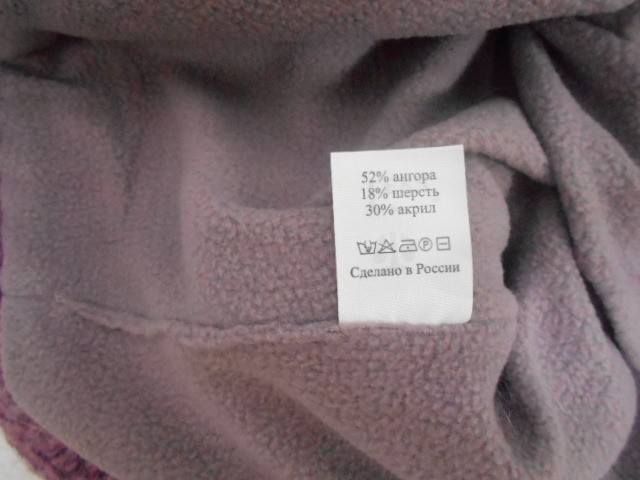 52% ангора
18% шерсть
30% акрил
Сделано в России